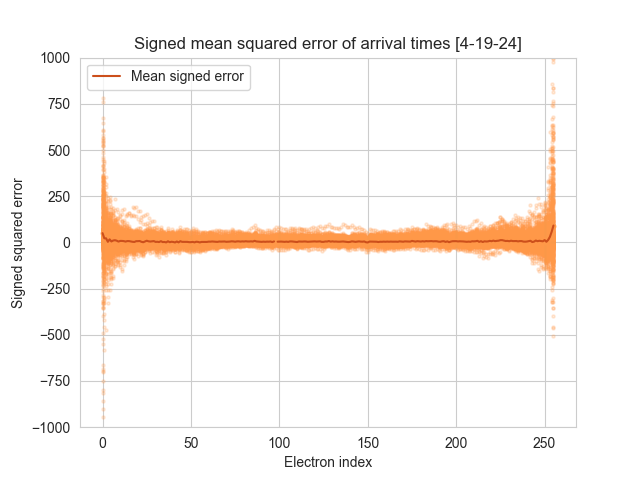 Signed mean squared error of arrival times [4-19-24]
Mean signed error
1000
750
500
250
0
−250
−500
−750
−1000
Signed squared error
0 50 100 150 200 250
Electron index